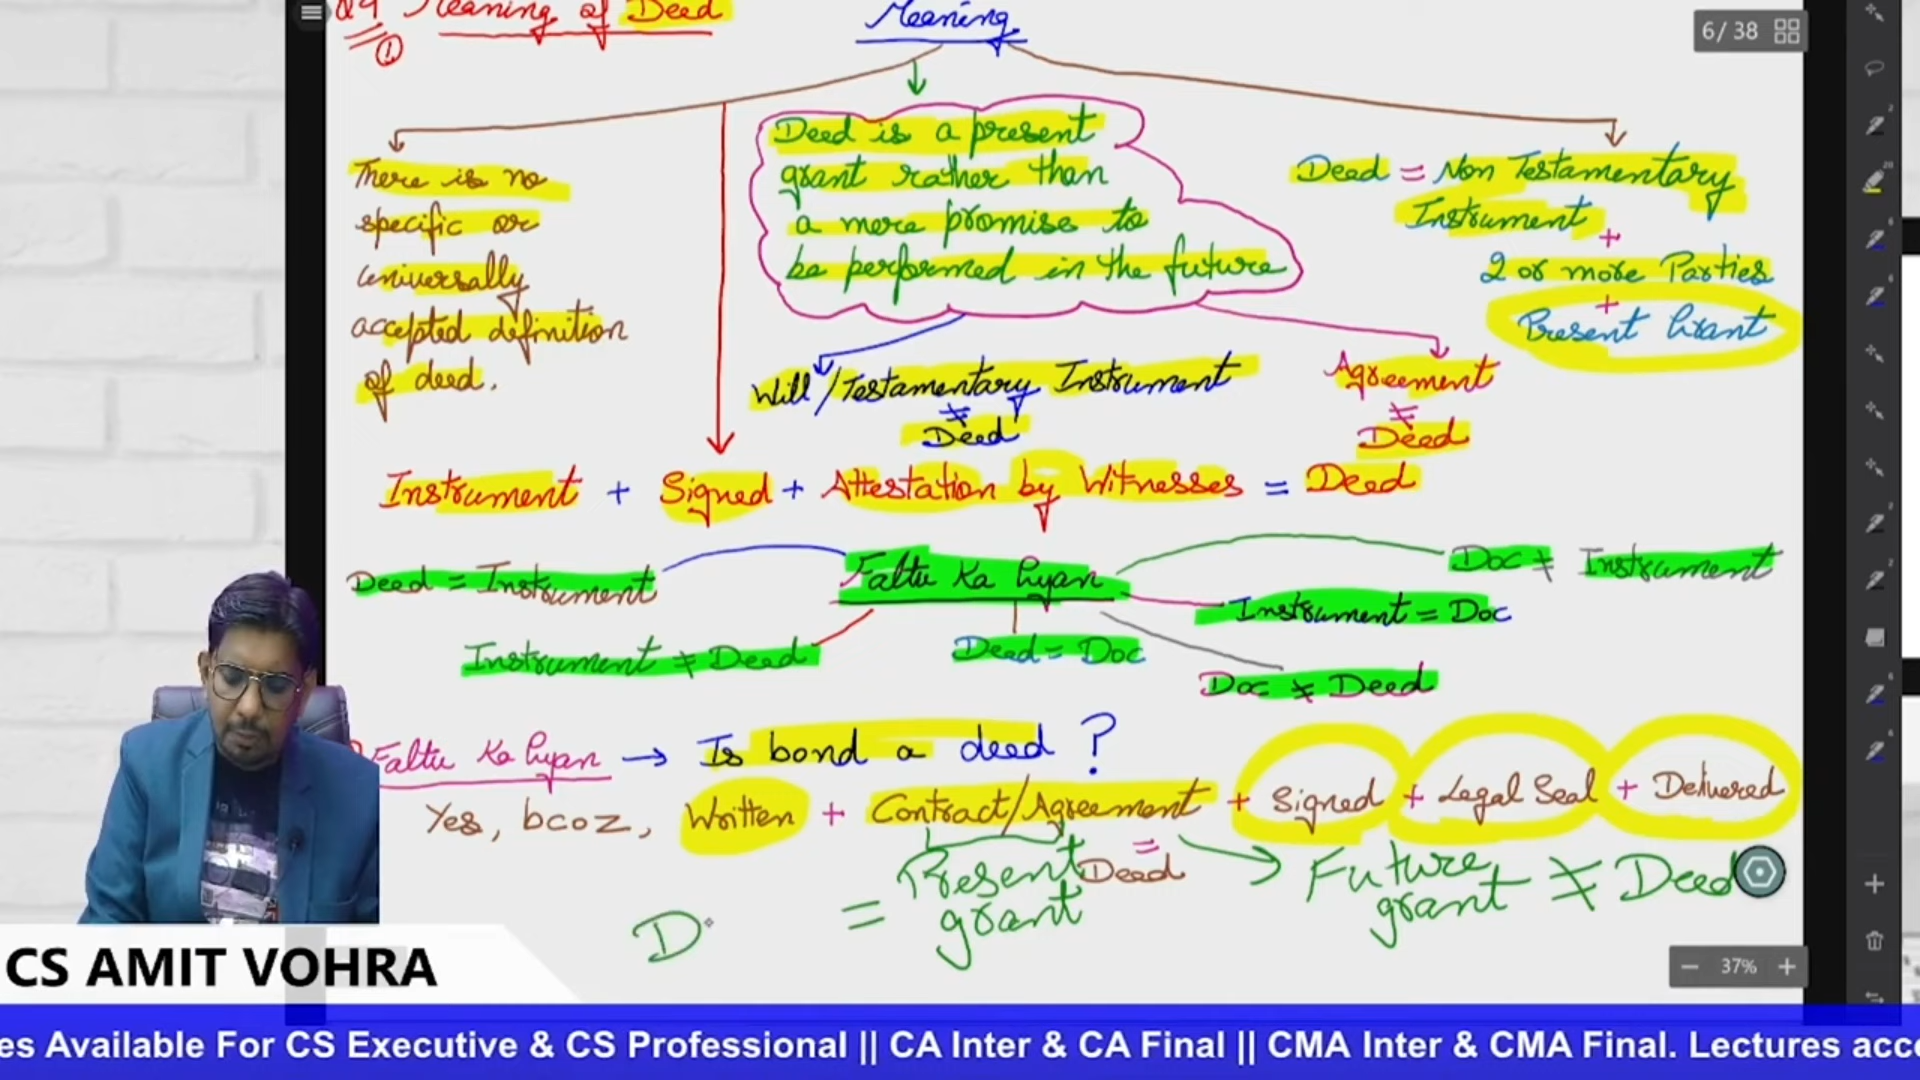 Q4 Meaning of Deed
①
Meaning
6/ 38
There is no
specific or
universally
accepted definition
of deed.
Deed is a present
grant rather than
a mere promise to
be performed in the future
Deed = Non Testamentary
Instrument
+
2 or more Parties
+
Present Grant
Will/Testamentary Instrument
≠
Deed
Agreement
≠
Deed
Instrument + Signed + Attestation by Witnesses = Deed
Faltu Ka Gyan
Deed = Instrument
Instrument ≠ Deed
Deed = Doc
Doc ≠ Instrument
Instrument = Doc
Doc ≠ Deed
Faltu Ka Gyan → Is bond a deed ?
Yes, bcoz, Written + Contract/Agreement + Signed + Legal Seal + Delivered
=
Deed
D = Present
grant
Future
grant ≠ Deed
37%
CS AMIT VOHRA
es Available For CS Executive & CS Professional || CA Inter & CA Final || CMA Inter & CMA Final. Lectures acce